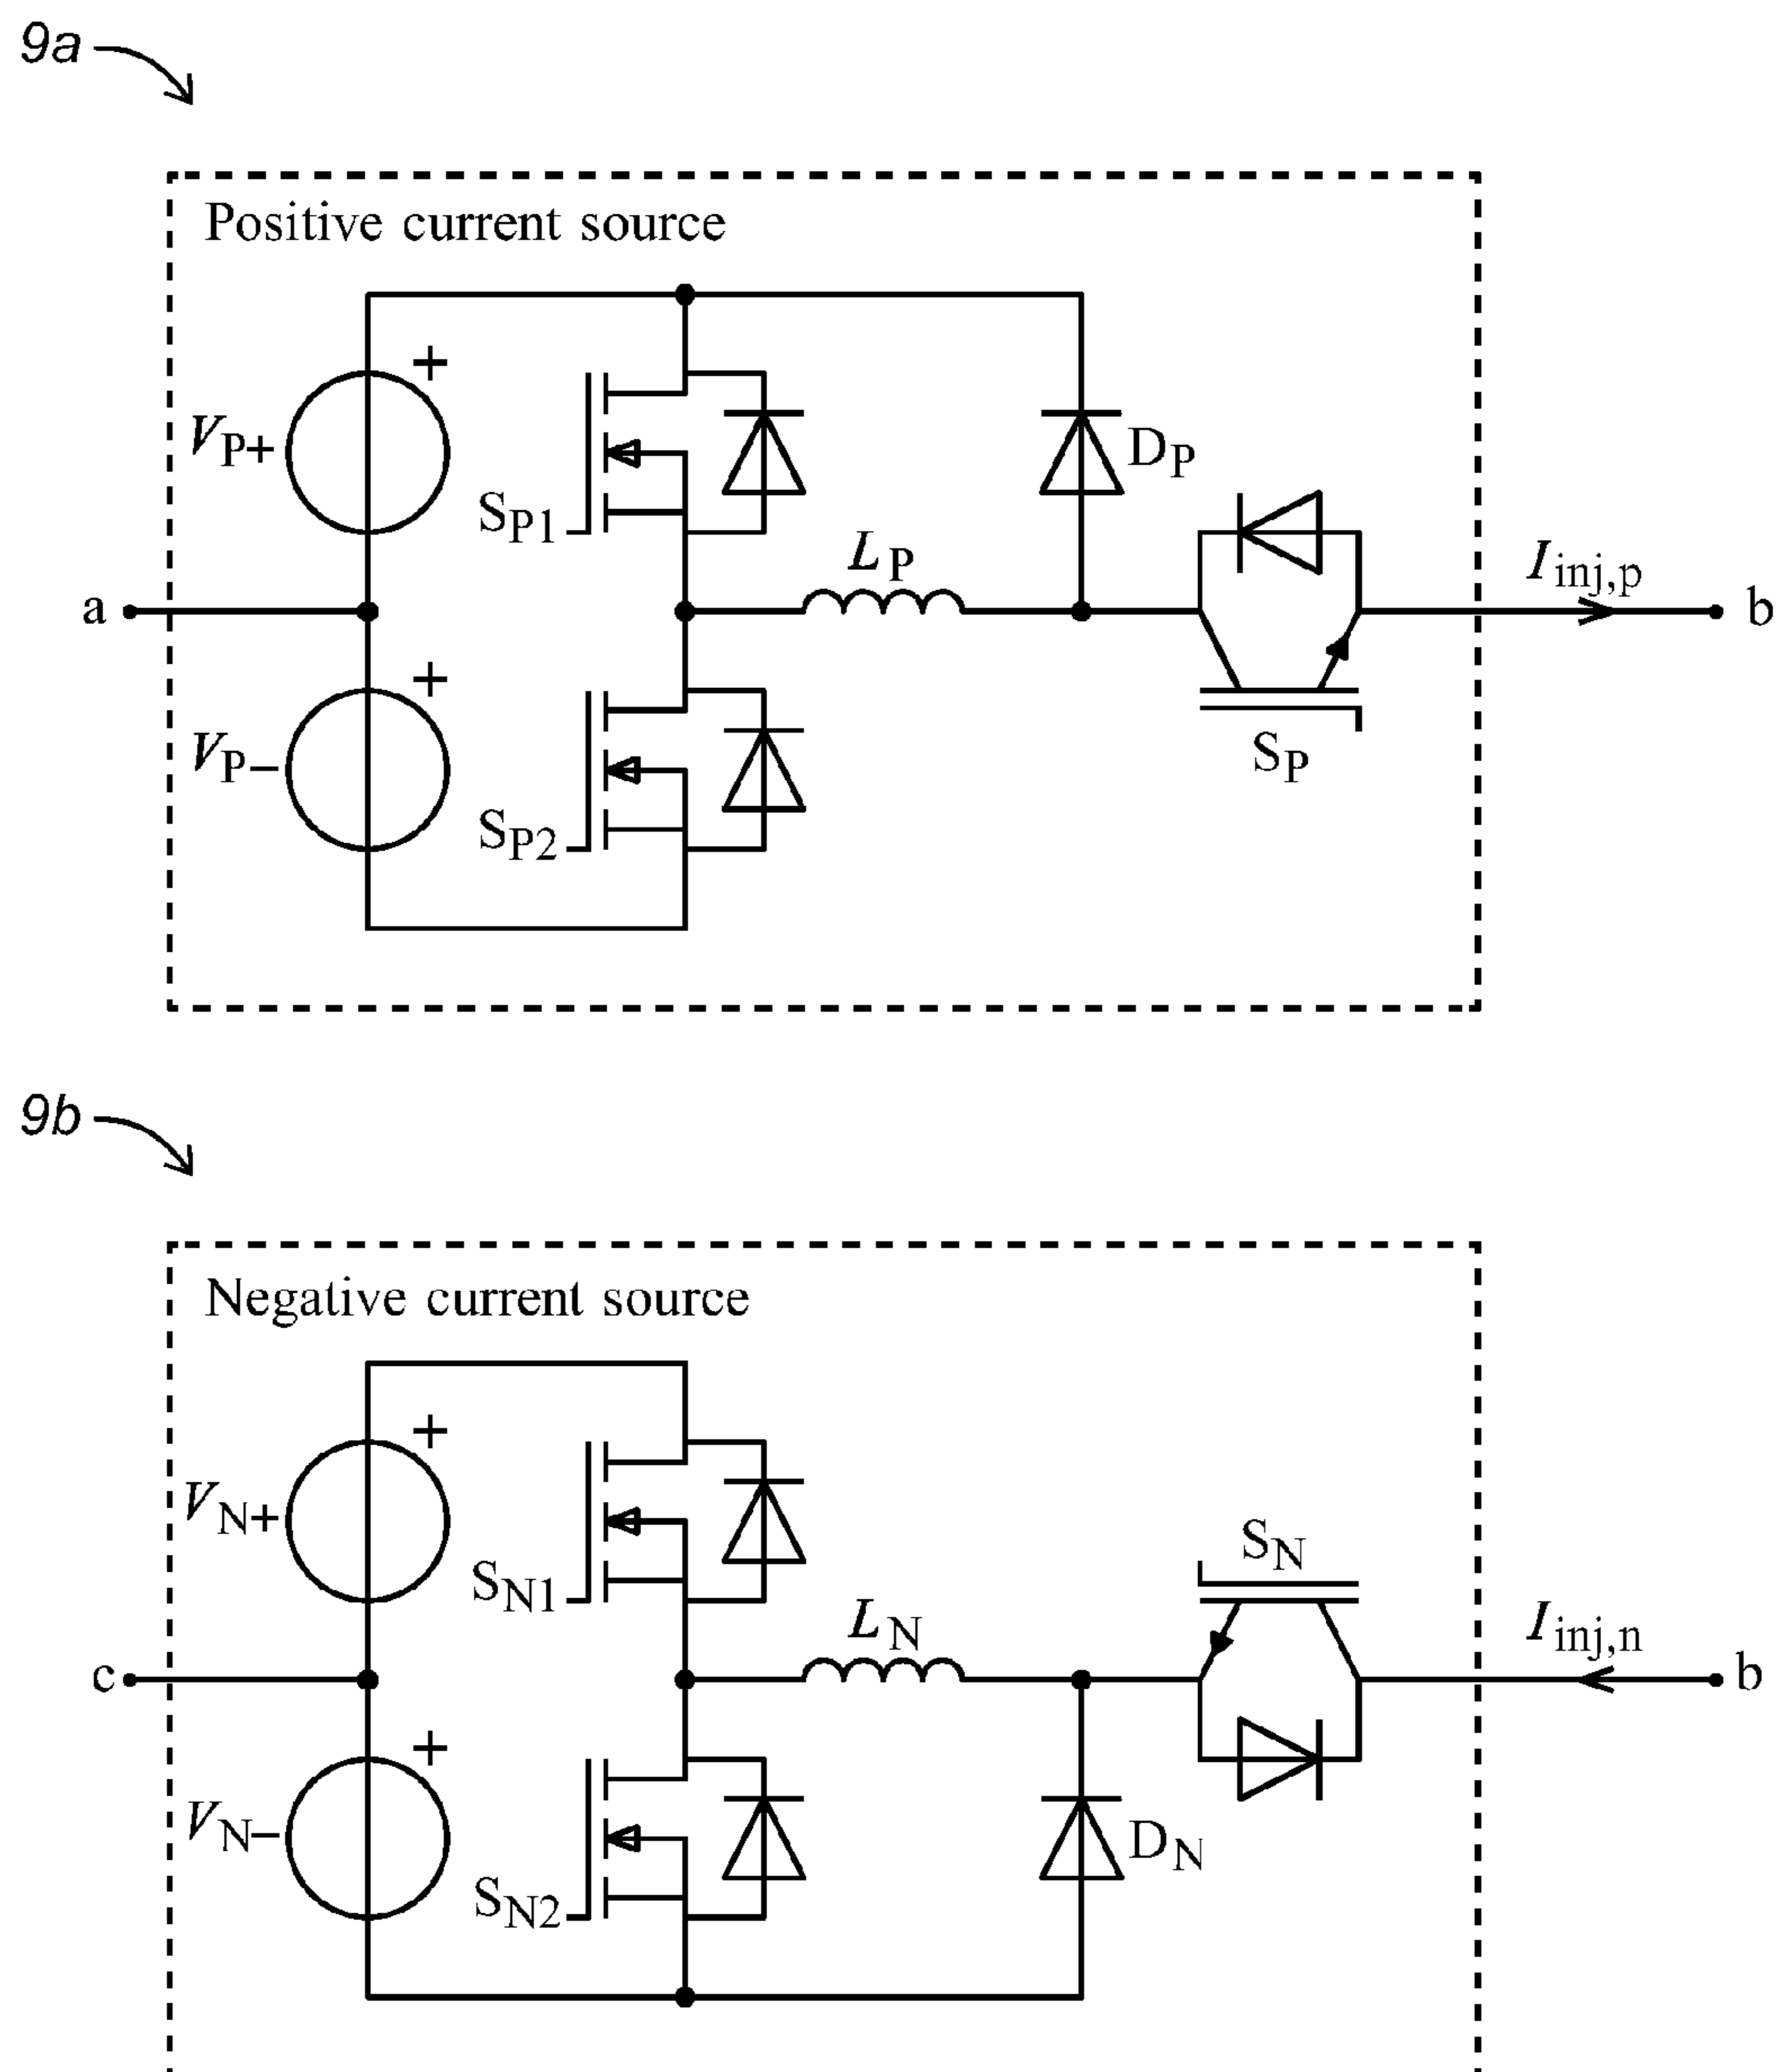 9a
Positive current source
+
VP+
SP1
DP
LP
Iinj,p
a
b
+
VP−
SP2
SP
9b
Negative current source
+
VN+
SN1
SN
LN
Iinj,n
c
b
+
VN−
SN2
DN